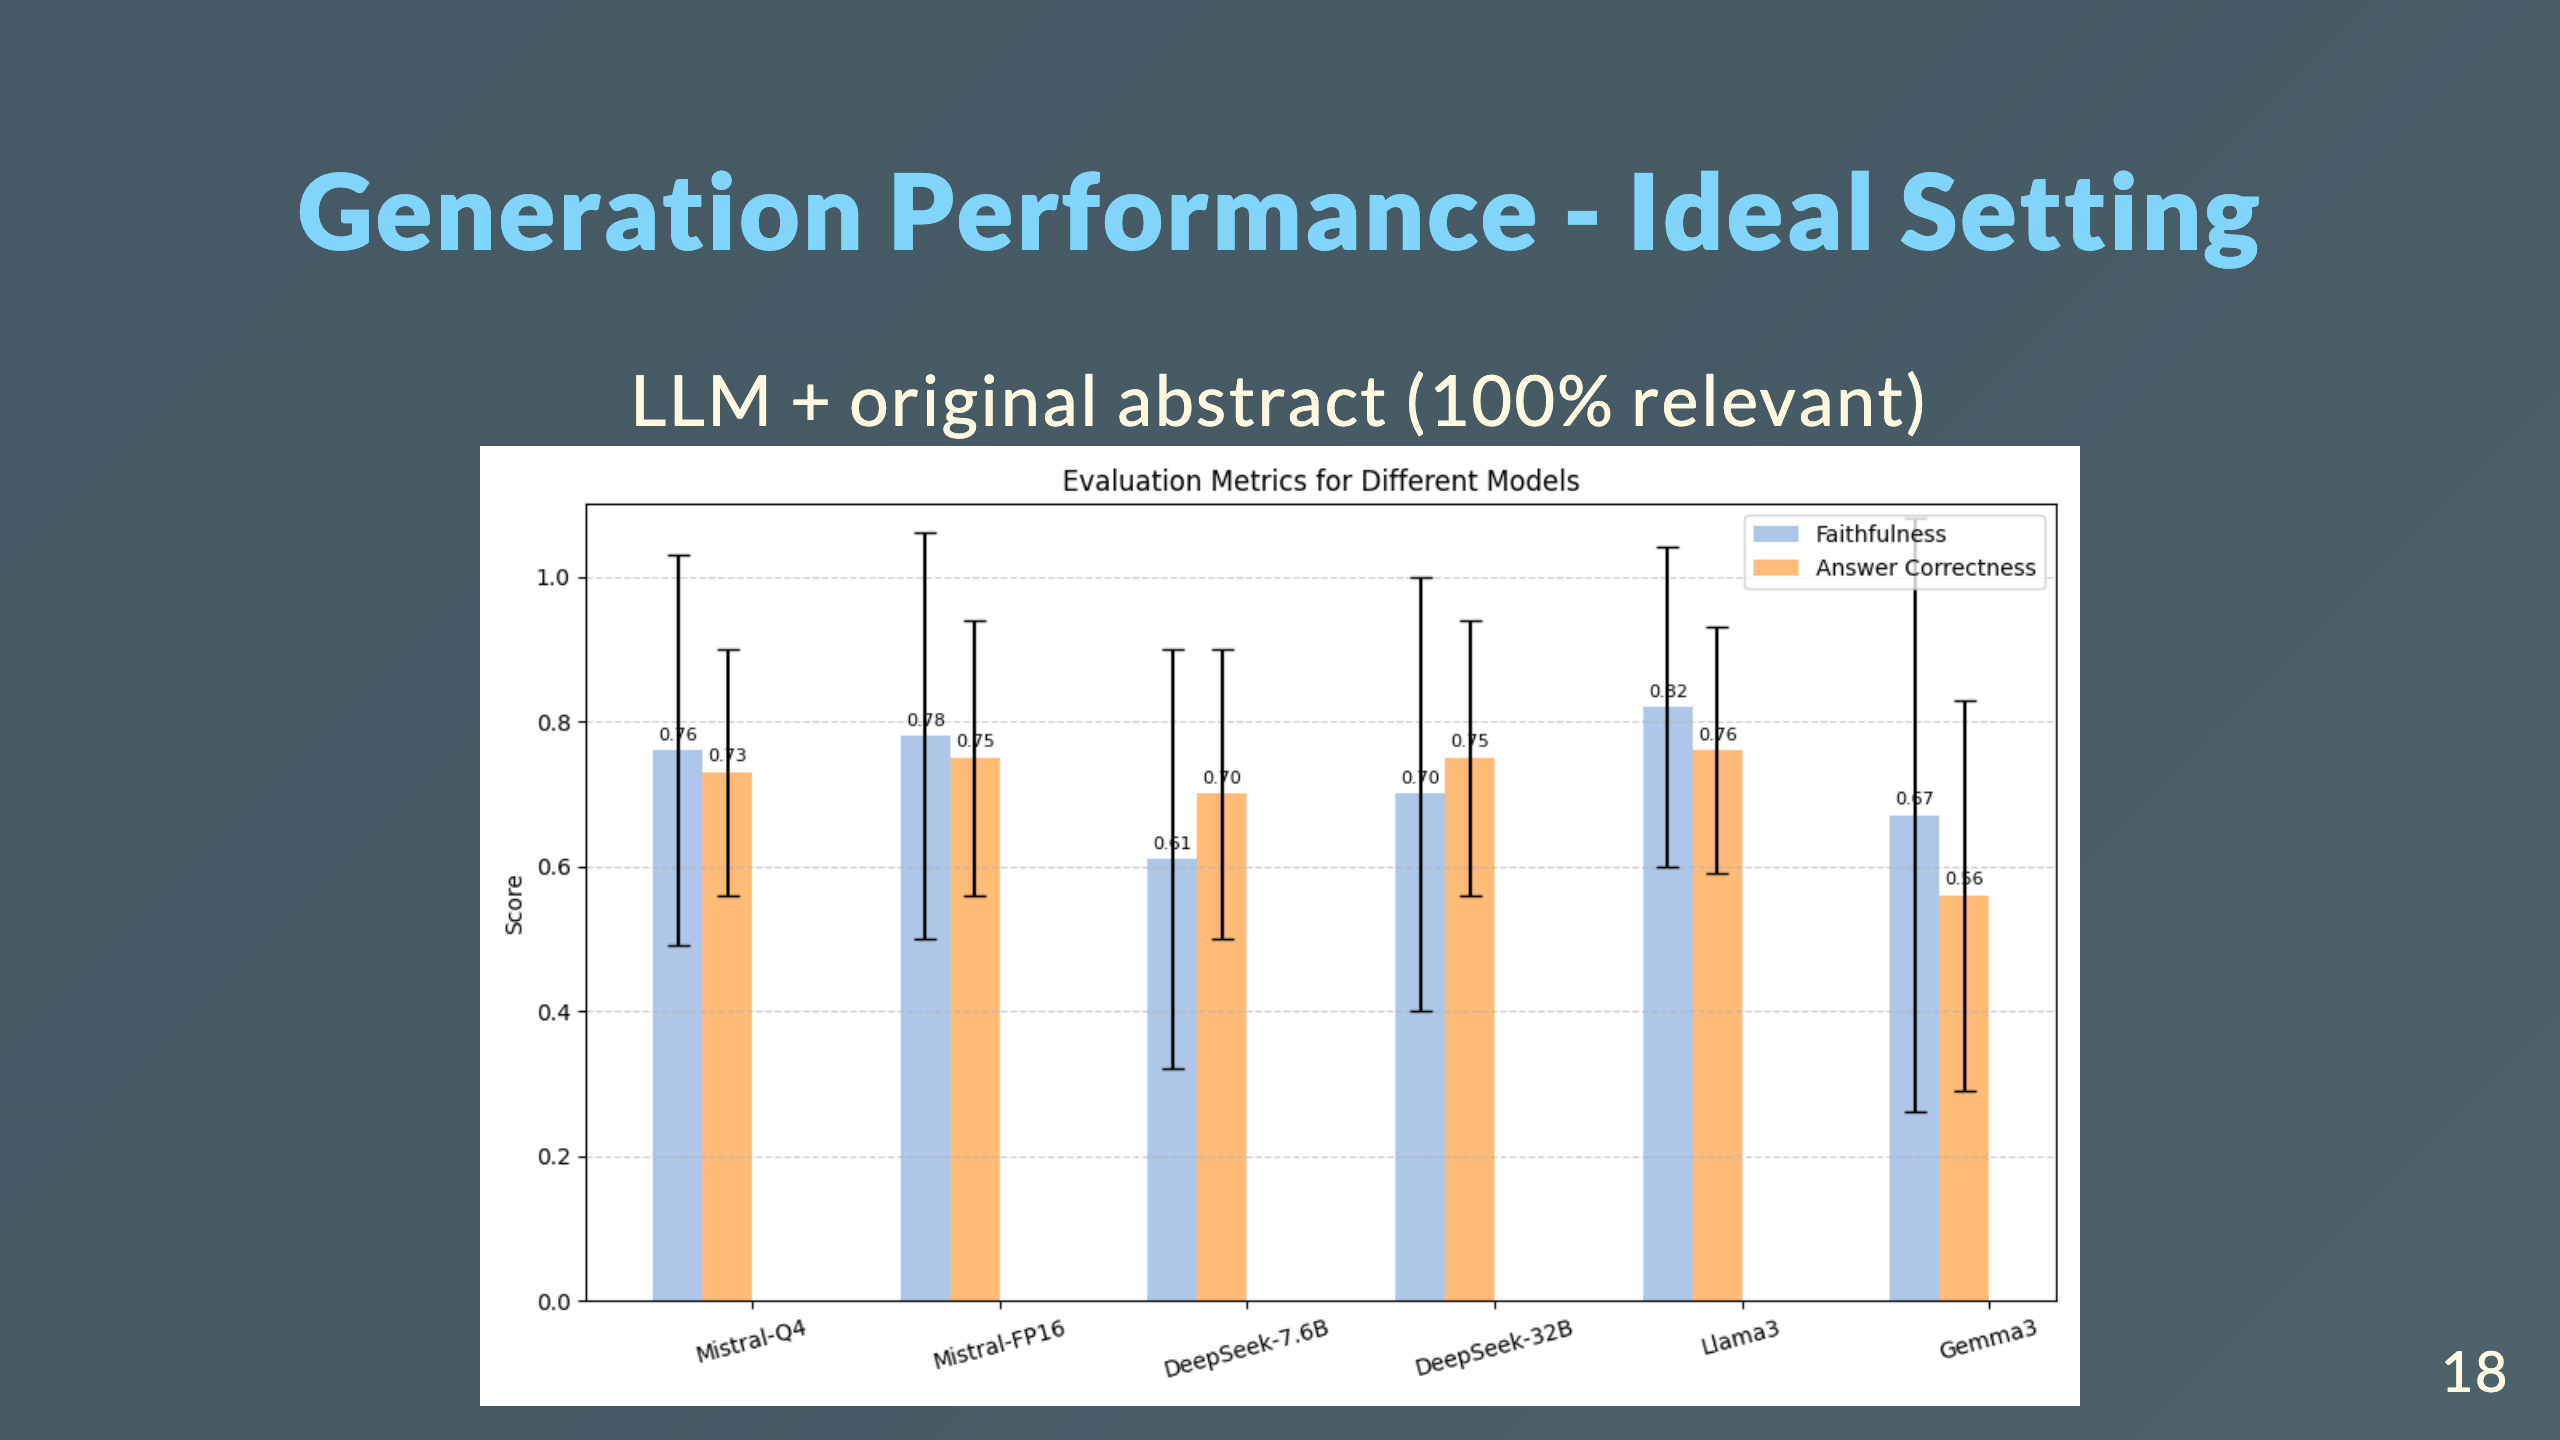 Generation Performance - Ideal Setting
LLM + original abstract (100% relevant)
Evaluation Metrics for Different Models
Faithfulness
Answer Correctness
Score
1.0
0.8
0.6
0.4
0.2
0.0
0.76
0.73
0.78
0.75
0.61
0.70
0.70
0.75
0.82
0.76
0.67
0.56
Mistral-Q4
Mistral-FP16
DeepSeek-7.6B
DeepSeek-32B
Llama3
Gemma3
18